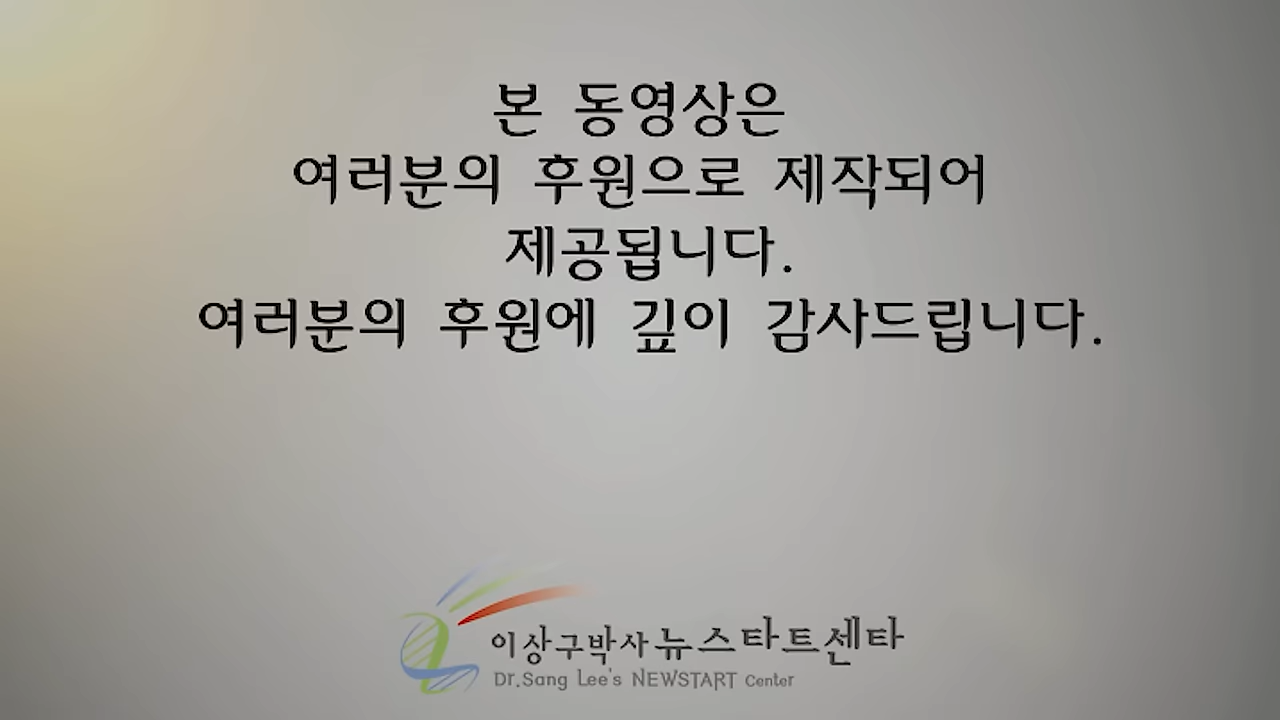 본 동영상은
여러분의 후원으로 제작되어
제공됩니다.
여러분의 후원에 깊이 감사드립니다.
이상구박사 뉴스타트센타
Dr.Sang Lee's NEWSTART Center